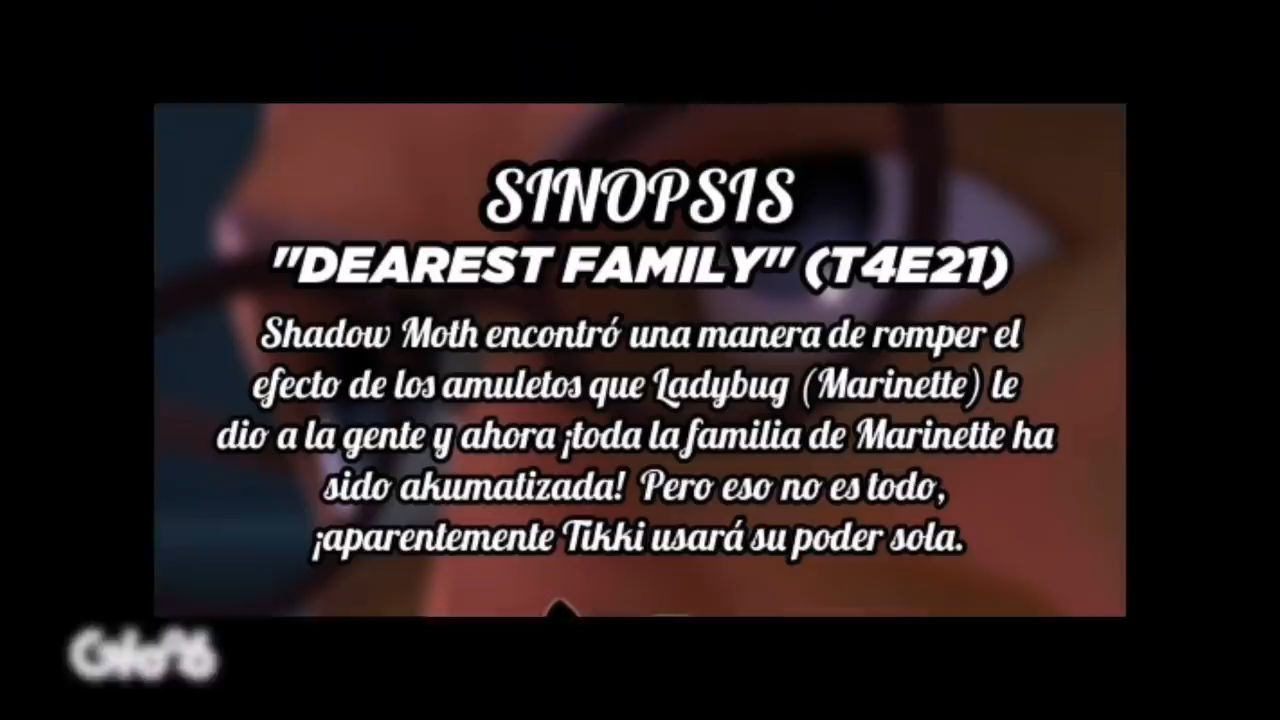 SINOPSIS
"DEAREST FAMILY" (T4E21)
Shadow Moth encontró una manera de romper el
efecto de los amuletos que Ladybug (Marinette) le
dio a la gente y ahora ¡toda la familia de Marinette ha
sido akumatizada! Pero eso no es todo,
¡aparentemente Tikki usará su poder sola.